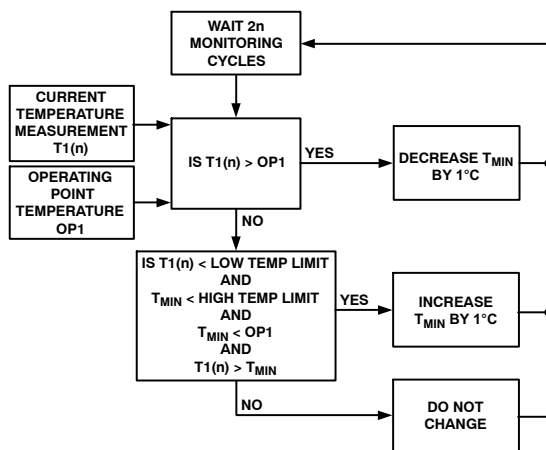 WAIT 2n
MONITORING
CYCLES
CURRENT
TEMPERATURE
MEASUREMENT
T1(n)
OPERATING
POINT
TEMPERATURE
OP1
IS T1(n) > OP1
YES
DECREASE TMIN
BY 1°C
NO
IS T1(n) < LOW TEMP LIMIT
AND
TMIN < HIGH TEMP LIMIT
AND
TMIN < OP1
AND
T1(n) > TMIN
YES
INCREASE
TMIN BY 1°C
NO
DO NOT
CHANGE